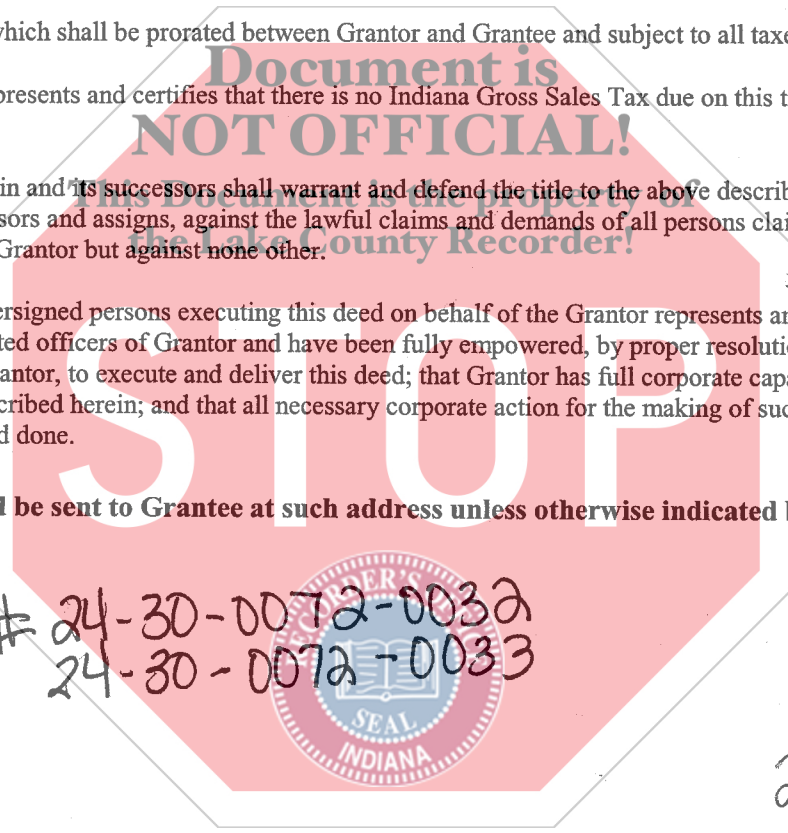 which shall be prorated between Grantor and Grantee and subject to all taxe
Document is
presents and certifies that there is no Indiana Gross Sales Tax due on this t
NOT OFFICIAL!
in and its successors shall warrant and defend the title to the above describ
This Document is the property of
sors and assigns, against the lawful claims and demands of all persons clai
the Lake County Recorder!
Grantor but against none other.
ersigned persons executing this deed on behalf of the Grantor represents an
ted officers of Grantor and have been fully empowered, by proper resoluti
antor, to execute and deliver this deed; that Grantor has full corporate capa
cribed herein; and that all necessary corporate action for the making of suc
d done.
STOP
l be sent to Grantee at such address unless otherwise indicated b
# 24-30-0072-0032
24-30-0072-0033
RECORDER'S
SEAL
INDIANA